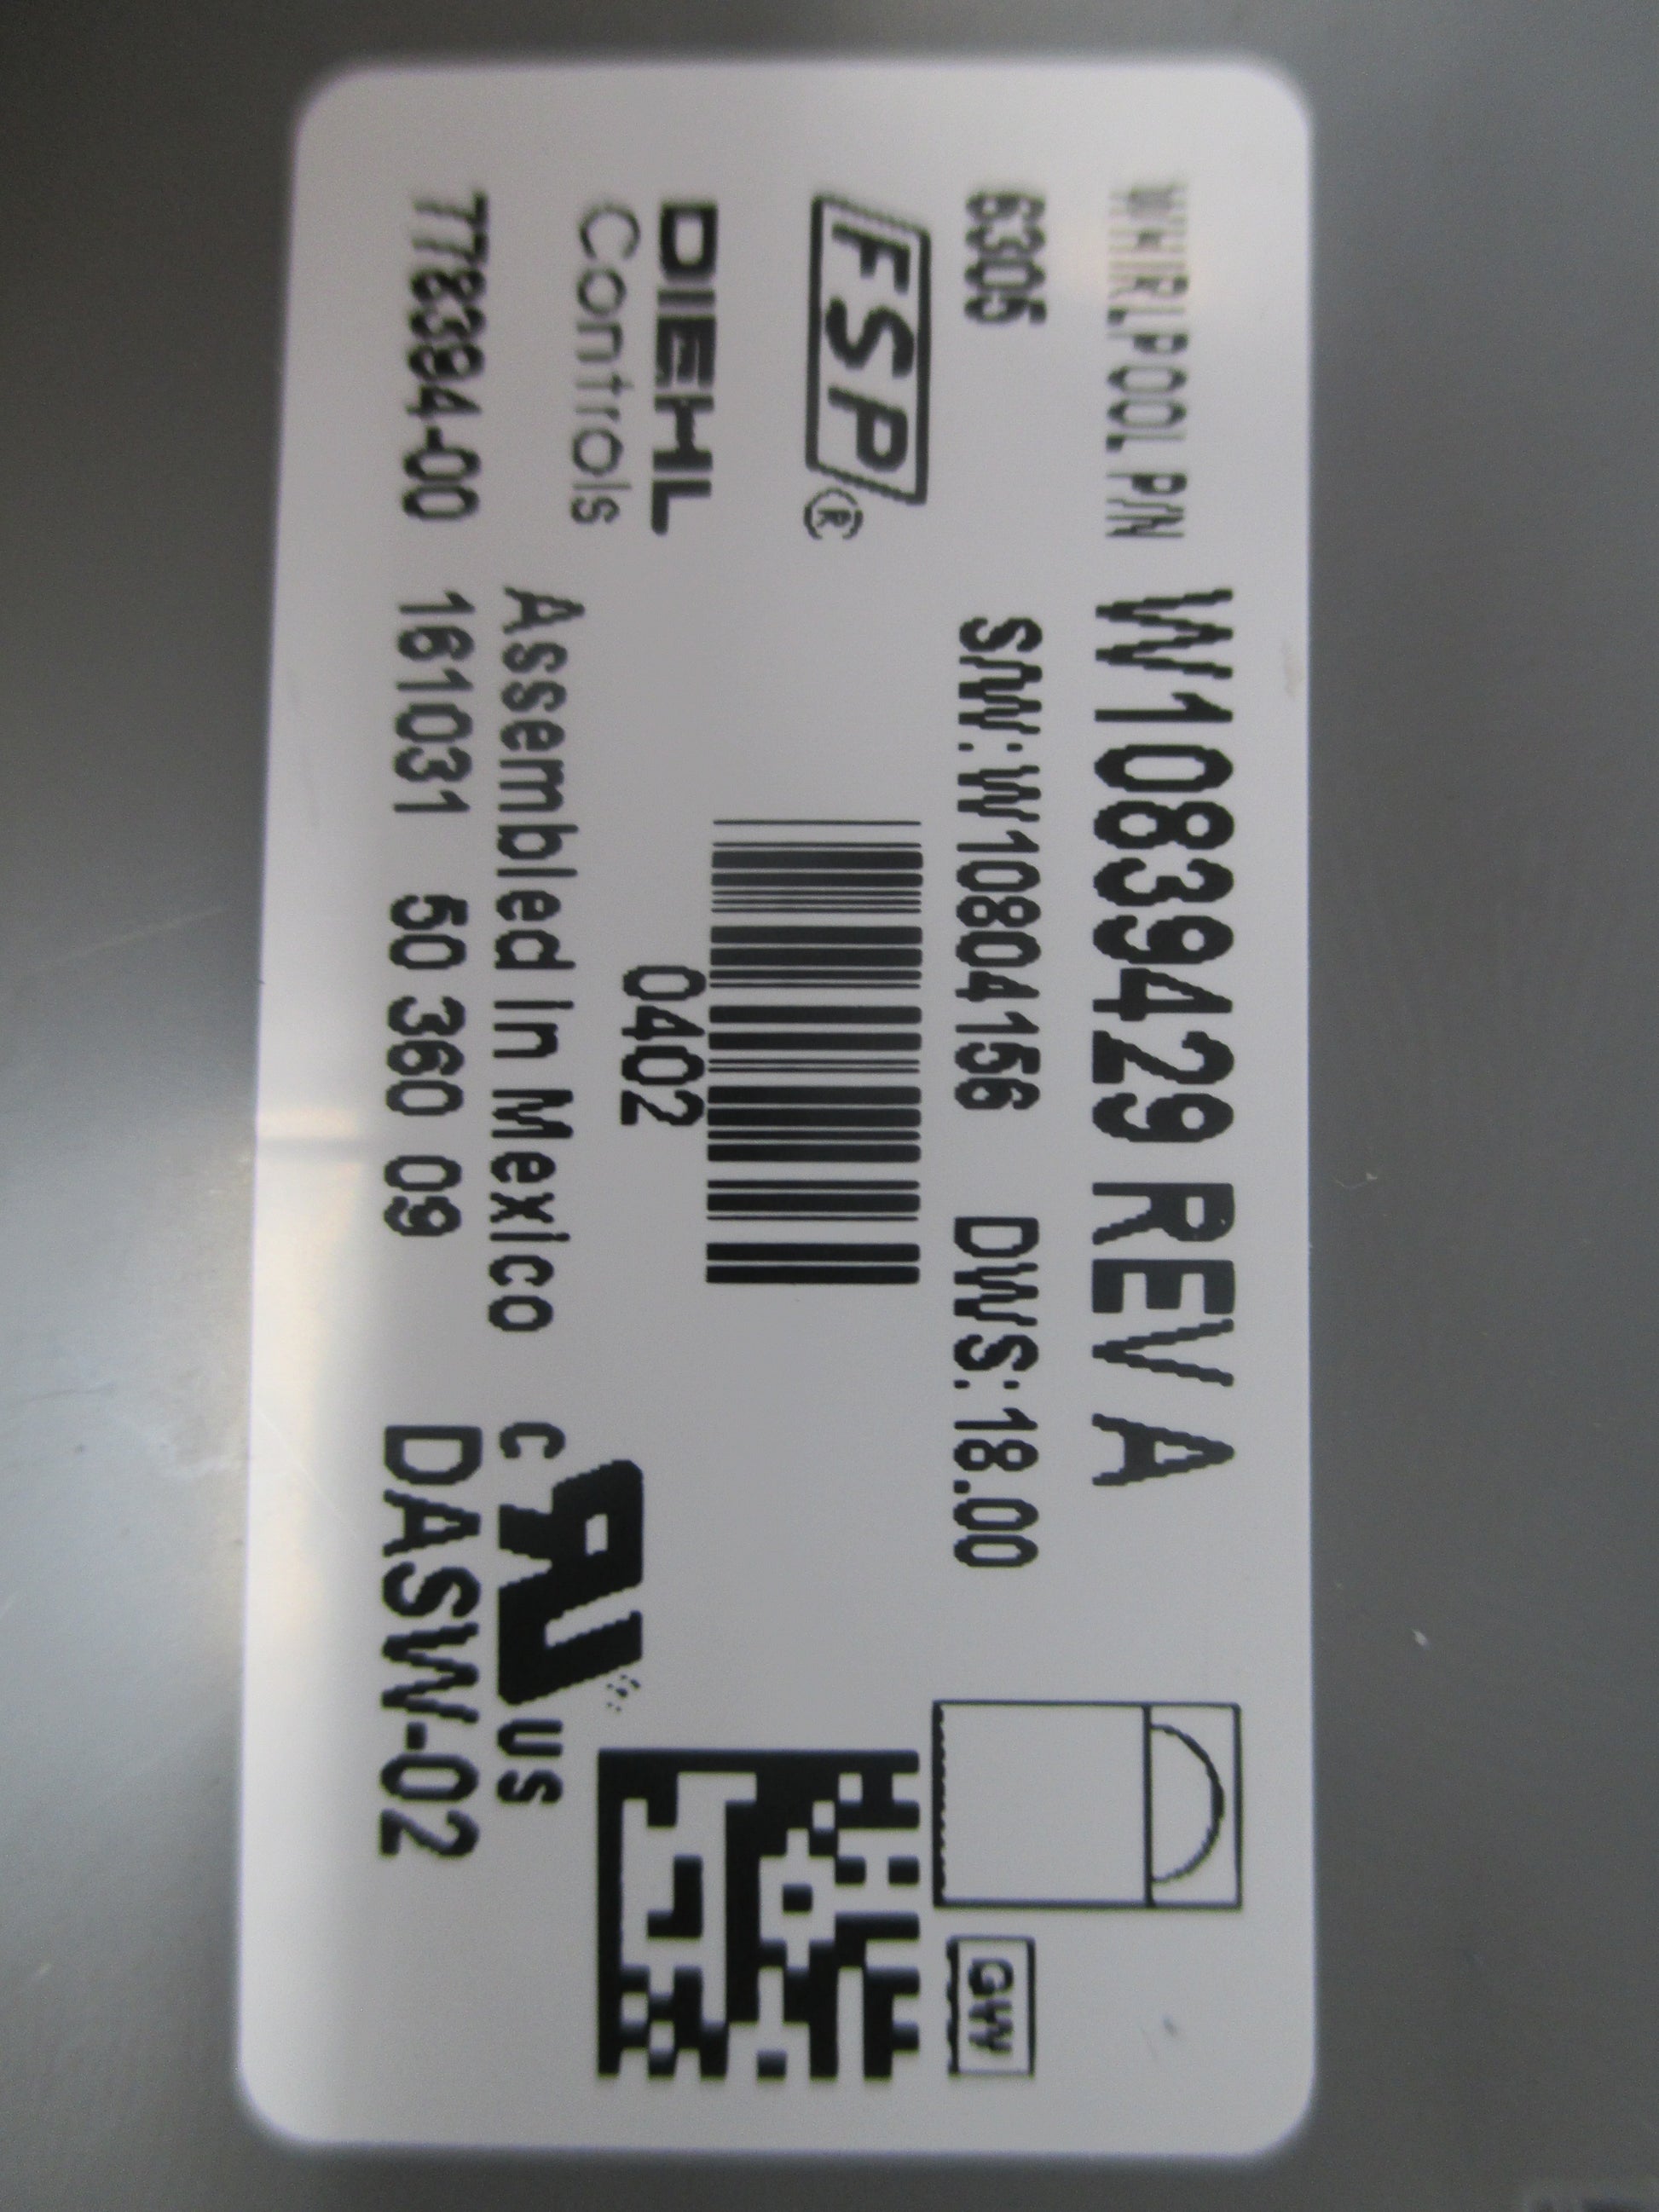 WHIRLPOOL P/N W10839429 REV A
6305 S/W: W10804156 DWS: 18.00
FSP®
GW
0402
DIEHL
Controls
Assembled In Mexico
c RU us
778394-00 161031 50 360 09 DASW-02